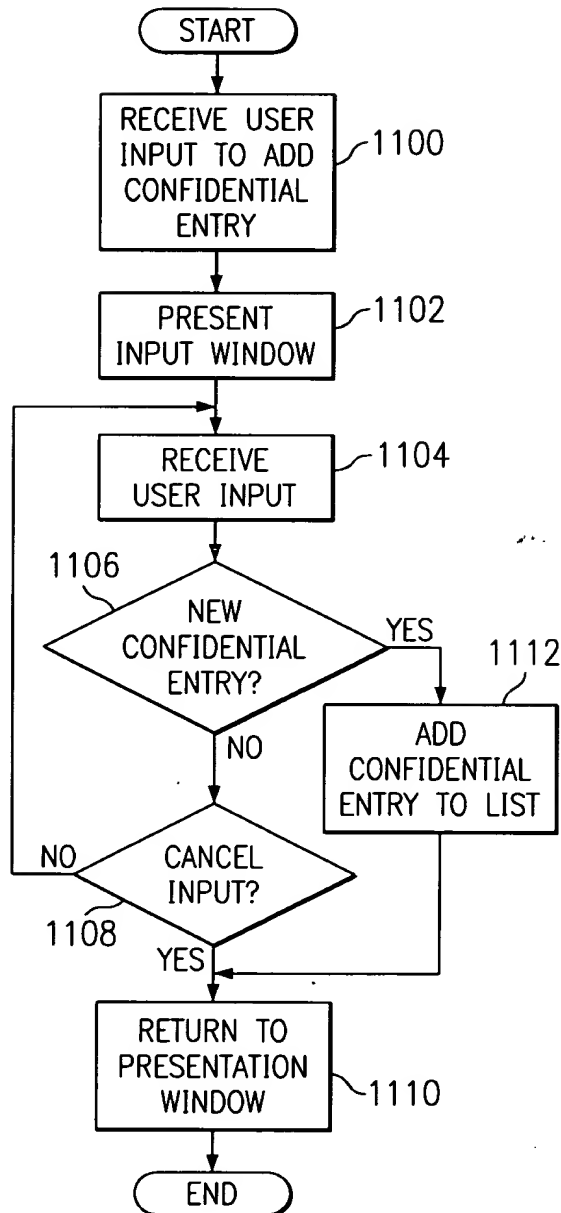 START
RECEIVE USER
INPUT TO ADD
CONFIDENTIAL
ENTRY
1100
PRESENT
INPUT WINDOW
1102
RECEIVE
USER INPUT
1104
1106
NEW
CONFIDENTIAL
ENTRY?
YES
NO
1112
ADD
CONFIDENTIAL
ENTRY TO LIST
CANCEL
INPUT?
NO
1108
YES
RETURN TO
PRESENTATION
WINDOW
1110
END